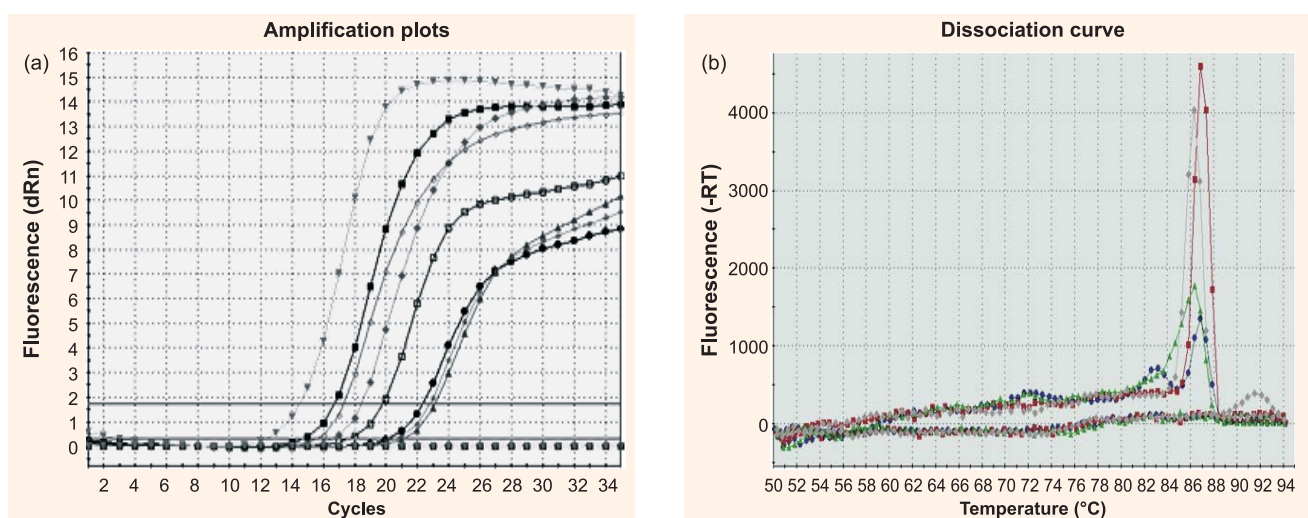 Amplification plots
(a)
16
15
14
13
12
11
10
9
8
7
6
5
4
3
2
1
0
Fluorescence (dRn)
2 4 6 8 10 12 14 16 18 20 22 24 26 28 30 32 34
Cycles
Dissociation curve
(b)
4000
3000
2000
1000
0
Fluorescence (-RT)
50 52 54 56 58 60 62 64 66 68 70 72 74 76 78 80 82 84 86 88 90 92 94
Temperature (°C)